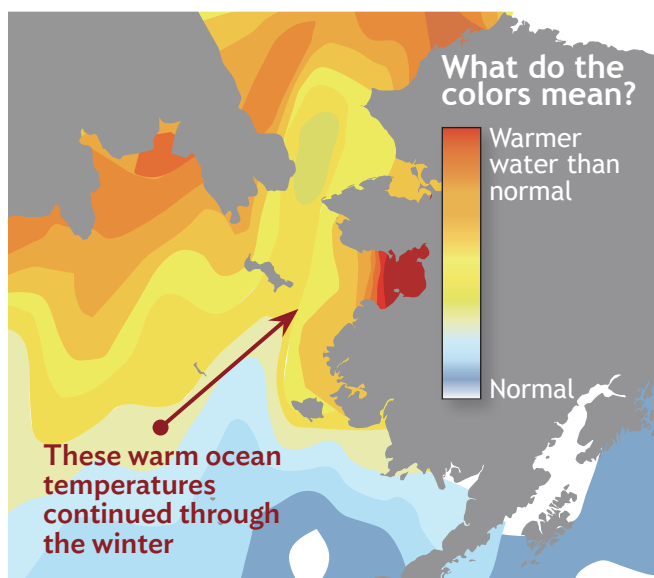 What do the
colors mean?
Warmer
water than
normal
Normal
These warm ocean
temperatures
continued through
the winter